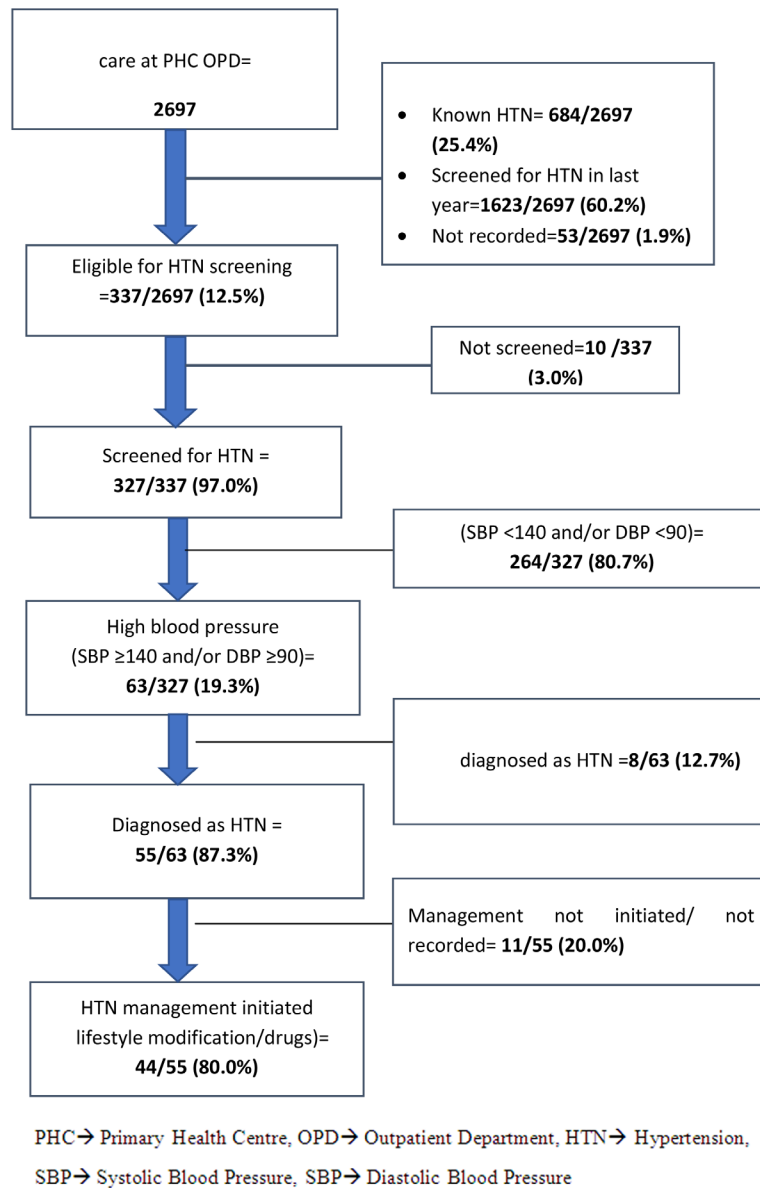 care at PHC OPD=
2697
• Known HTN= 684/2697
(25.4%)
• Screened for HTN in last
year=1623/2697 (60.2%)
• Not recorded=53/2697 (1.9%)
Eligible for HTN screening
=337/2697 (12.5%)
Not screened=10 /337
(3.0%)
Screened for HTN =
327/337 (97.0%)
(SBP <140 and/or DBP <90)=
264/327 (80.7%)
High blood pressure
(SBP ≥140 and/or DBP ≥90)=
63/327 (19.3%)
diagnosed as HTN =8/63 (12.7%)
Diagnosed as HTN =
55/63 (87.3%)
Management not initiated/ not
recorded= 11/55 (20.0%)
HTN management initiated
lifestyle modification/drugs)=
44/55 (80.0%)
PHC→ Primary Health Centre, OPD→ Outpatient Department, HTN→ Hypertension,
SBP→ Systolic Blood Pressure, SBP→ Diastolic Blood Pressure